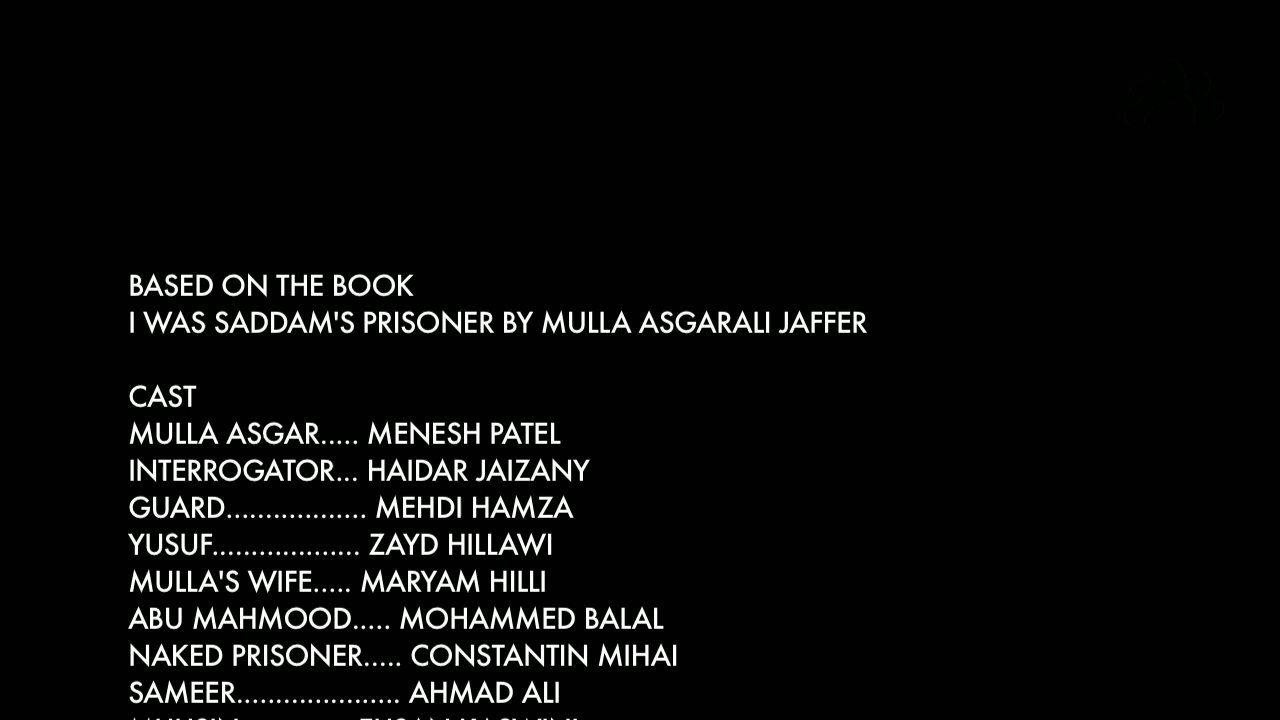 BASED ON THE BOOK
I WAS SADDAM'S PRISONER BY MULLA ASGARALI JAFFER
CAST
MULLA ASGAR..... MENESH PATEL
INTERROGATOR... HAIDAR JAIZANY
GUARD.................. MEHDI HAMZA
YUSUF................... ZAYD HILLAWI
MULLA'S WIFE..... MARYAM HILLI
ABU MAHMOOD..... MOHAMMED BALAL
NAKED PRISONER..... CONSTANTIN MIHAI
SAMEER..................... AHMAD ALI